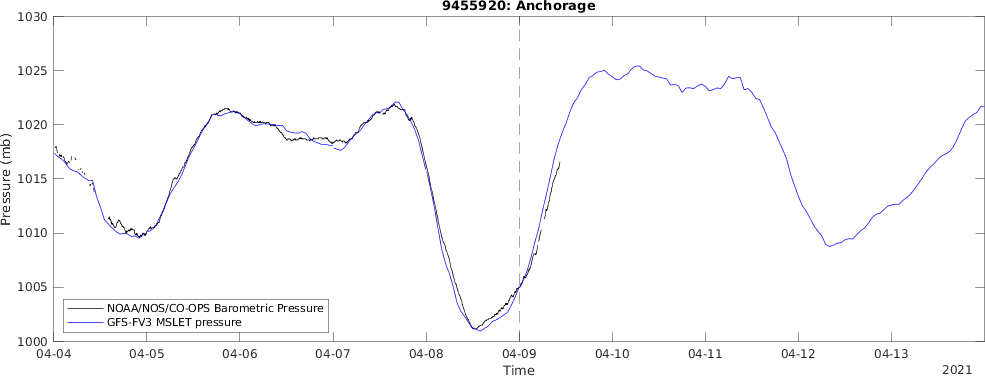 9455920: Anchorage
1030
1025
1020
1015
1010
1005
1000
Pressure (mb)
NOAA/NOS/CO-OPS Barometric Pressure
GFS-FV3 MSLET pressure
04-04 04-05 04-06 04-07 04-08 04-09 04-10 04-11 04-12 04-13
Time
2021